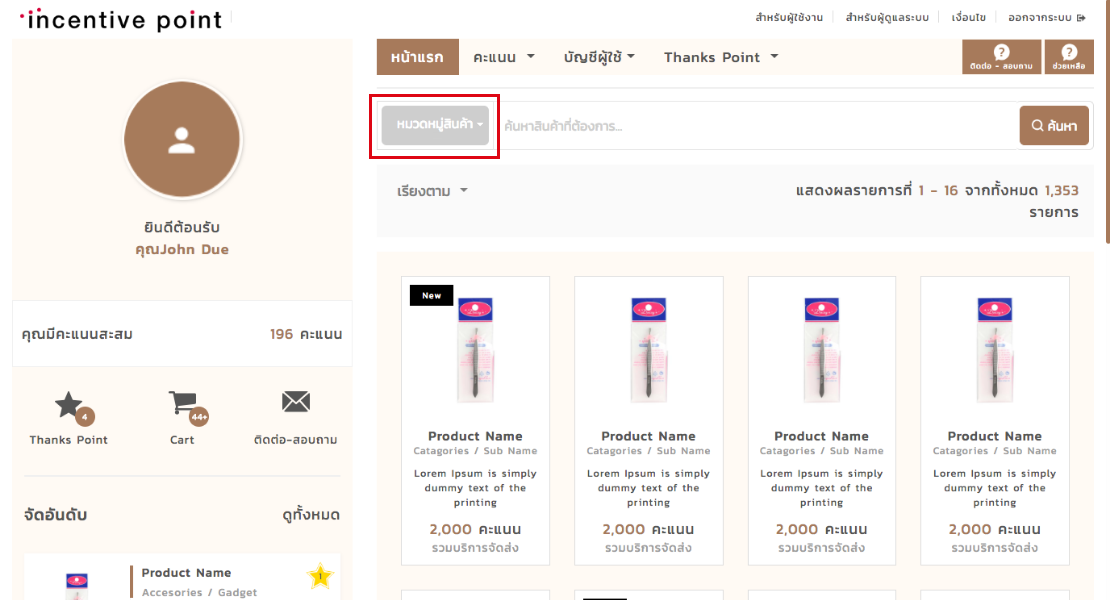 incentive point
สำหรับผู้ใช้งาน
สำหรับผู้ดูแลระบบ
เงื่อนไข
ออกจากระบบ
หน้าแรก
คะแนน
บัญชีผู้ใช้
Thanks Point
ติดต่อ - สอบถาม
ช่วยเหลือ
หมวดหมู่สินค้า
ค้นหาสินค้าที่ต้องการ...
ค้นหา
เรียงตาม
แสดงผลรายการที่ 1 - 16 จากทั้งหมด 1,353
รายการ
ยินดีต้อนรับ
คุณJohn Due
คุณมีคะแนนสะสม
196 คะแนน
4
Thanks Point
44+
Cart
ติดต่อ-สอบถาม
จัดอันดับ
ดูทั้งหมด
Product Name
Accesories / Gadget
1
New
Product Name
Catagories / Sub Name
Lorem Ipsum is simply
dummy text of the
printing
2,000 คะแนน
รวมบริการจัดส่ง
Product Name
Catagories / Sub Name
Lorem Ipsum is simply
dummy text of the
printing
2,000 คะแนน
รวมบริการจัดส่ง
Product Name
Catagories / Sub Name
Lorem Ipsum is simply
dummy text of the
printing
2,000 คะแนน
รวมบริการจัดส่ง
Product Name
Catagories / Sub Name
Lorem Ipsum is simply
dummy text of the
printing
2,000 คะแนน
รวมบริการจัดส่ง